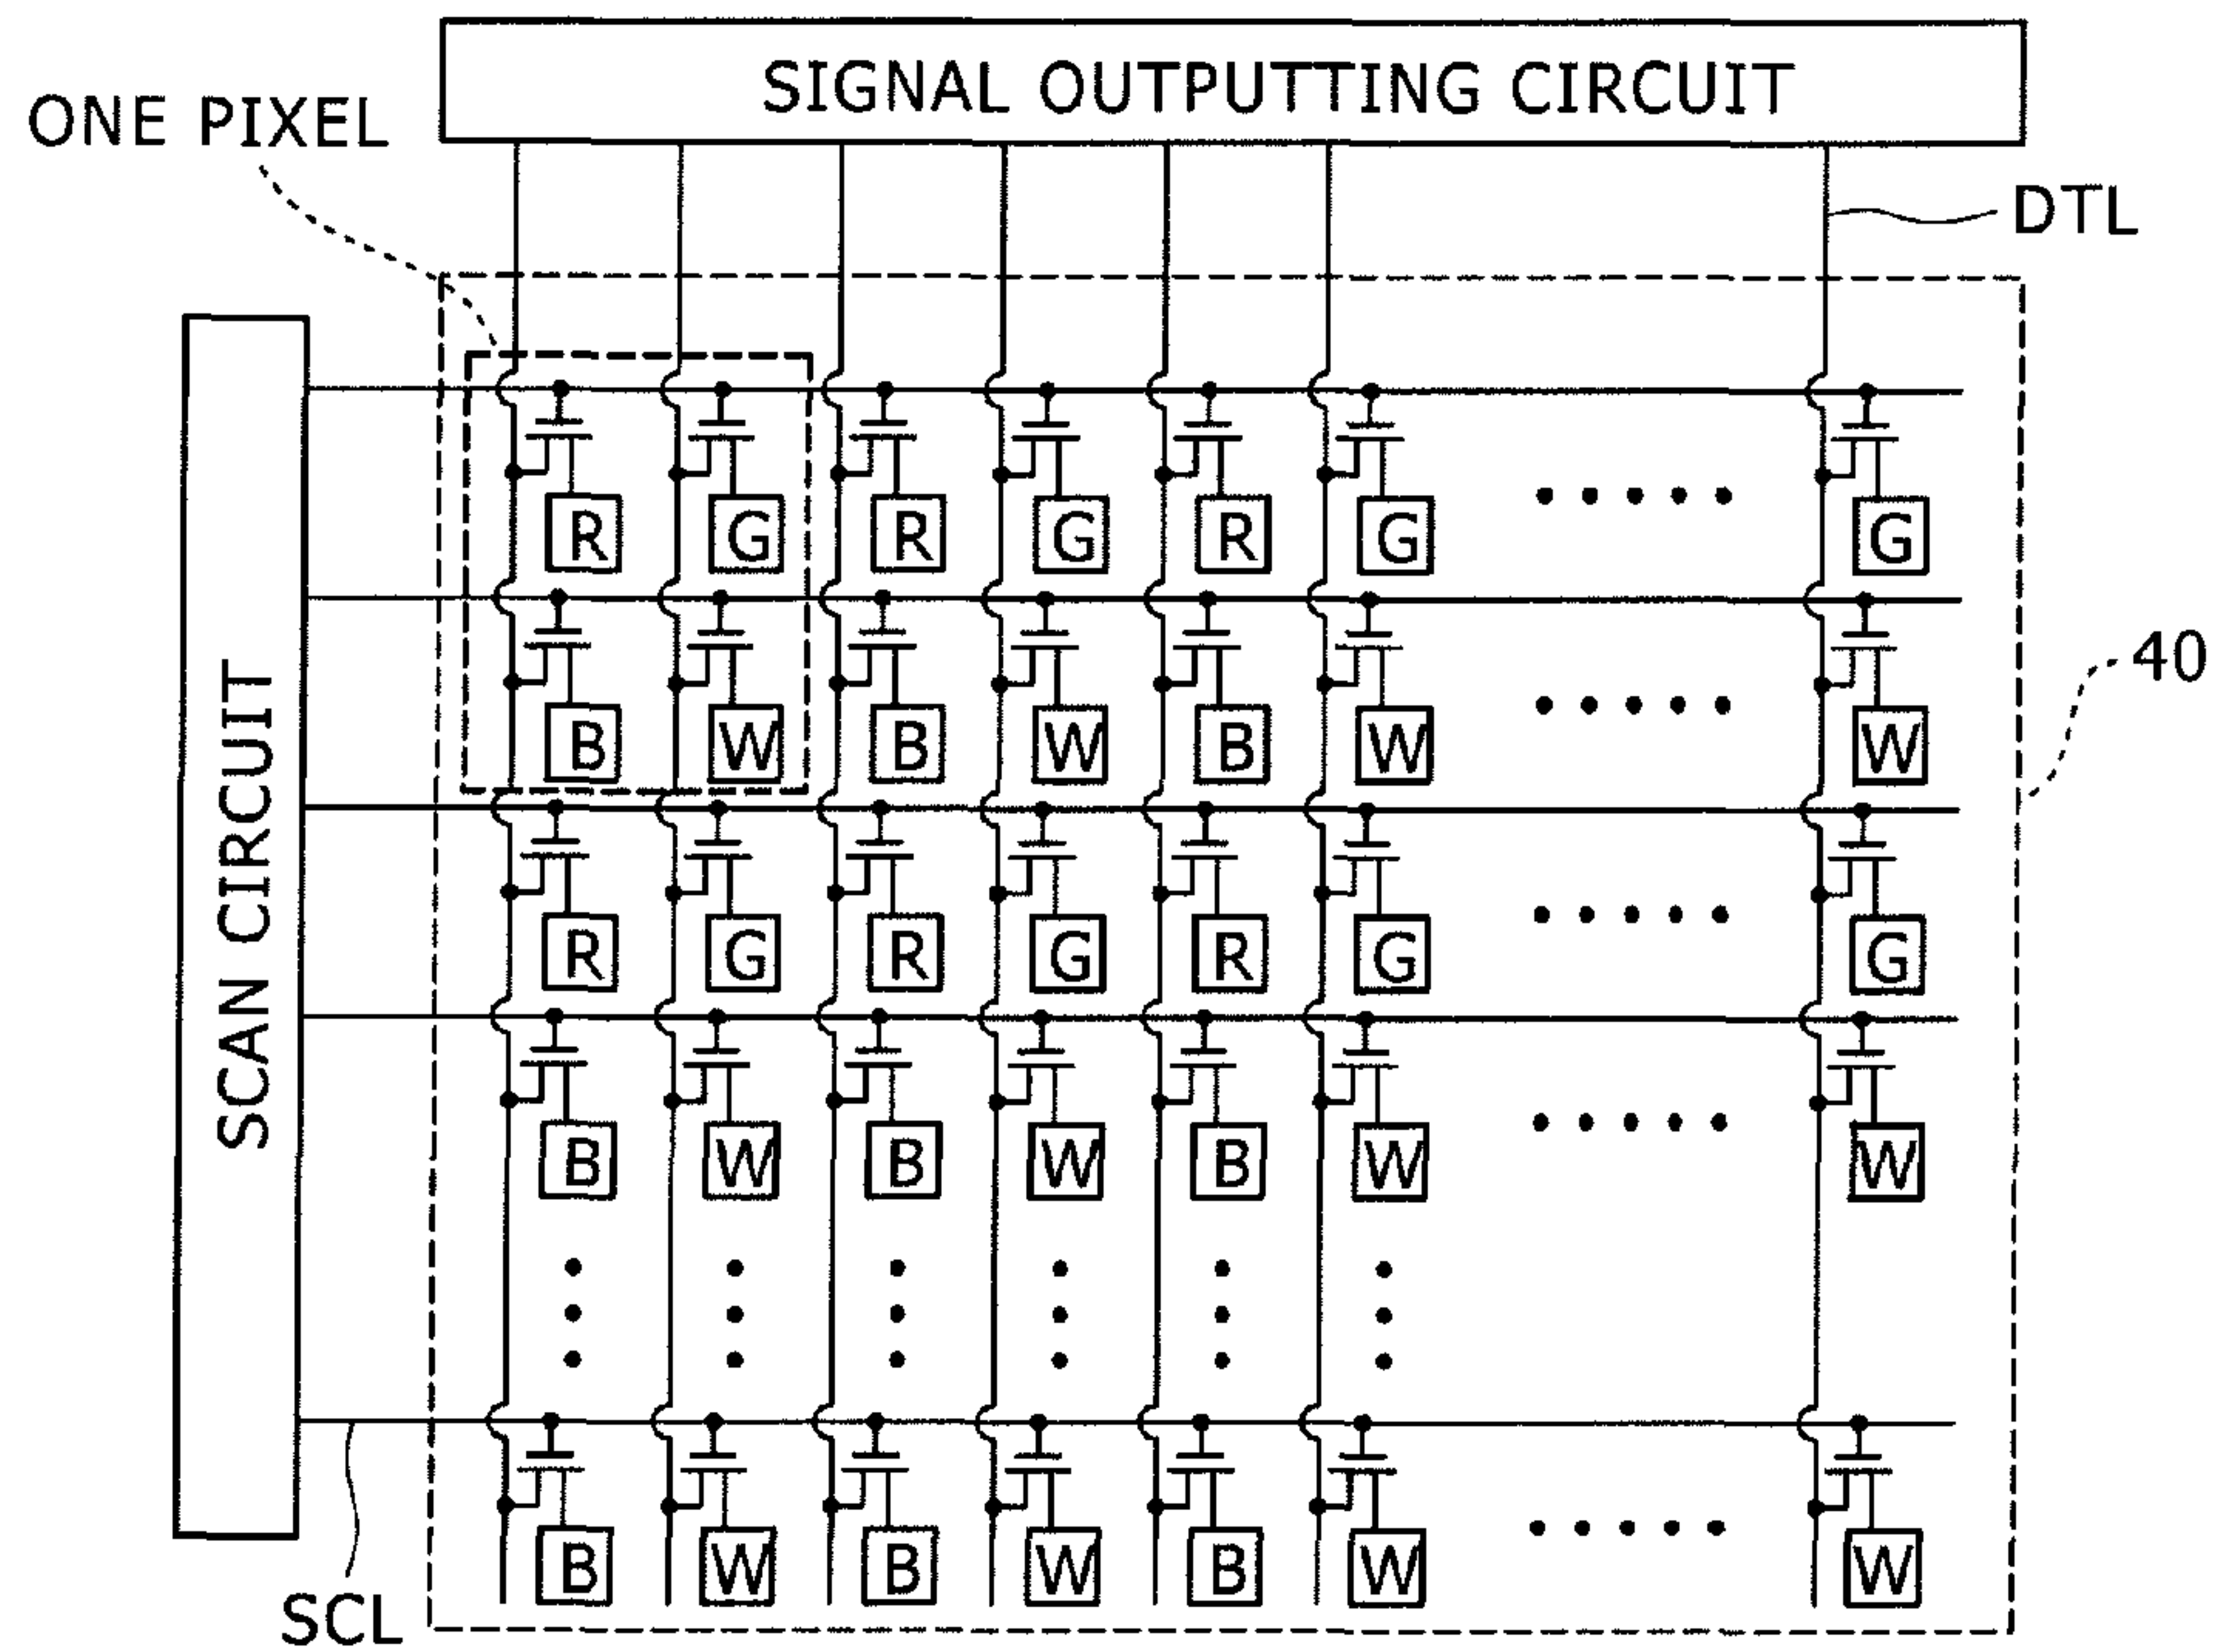 SIGNAL OUTPUTTING CIRCUIT
ONE PIXEL
DTL
R G R G R G G
B W B W B W W
40
SCAN CIRCUIT
R G R G R G G
B W B W B W W
B W B W B W W
SCL